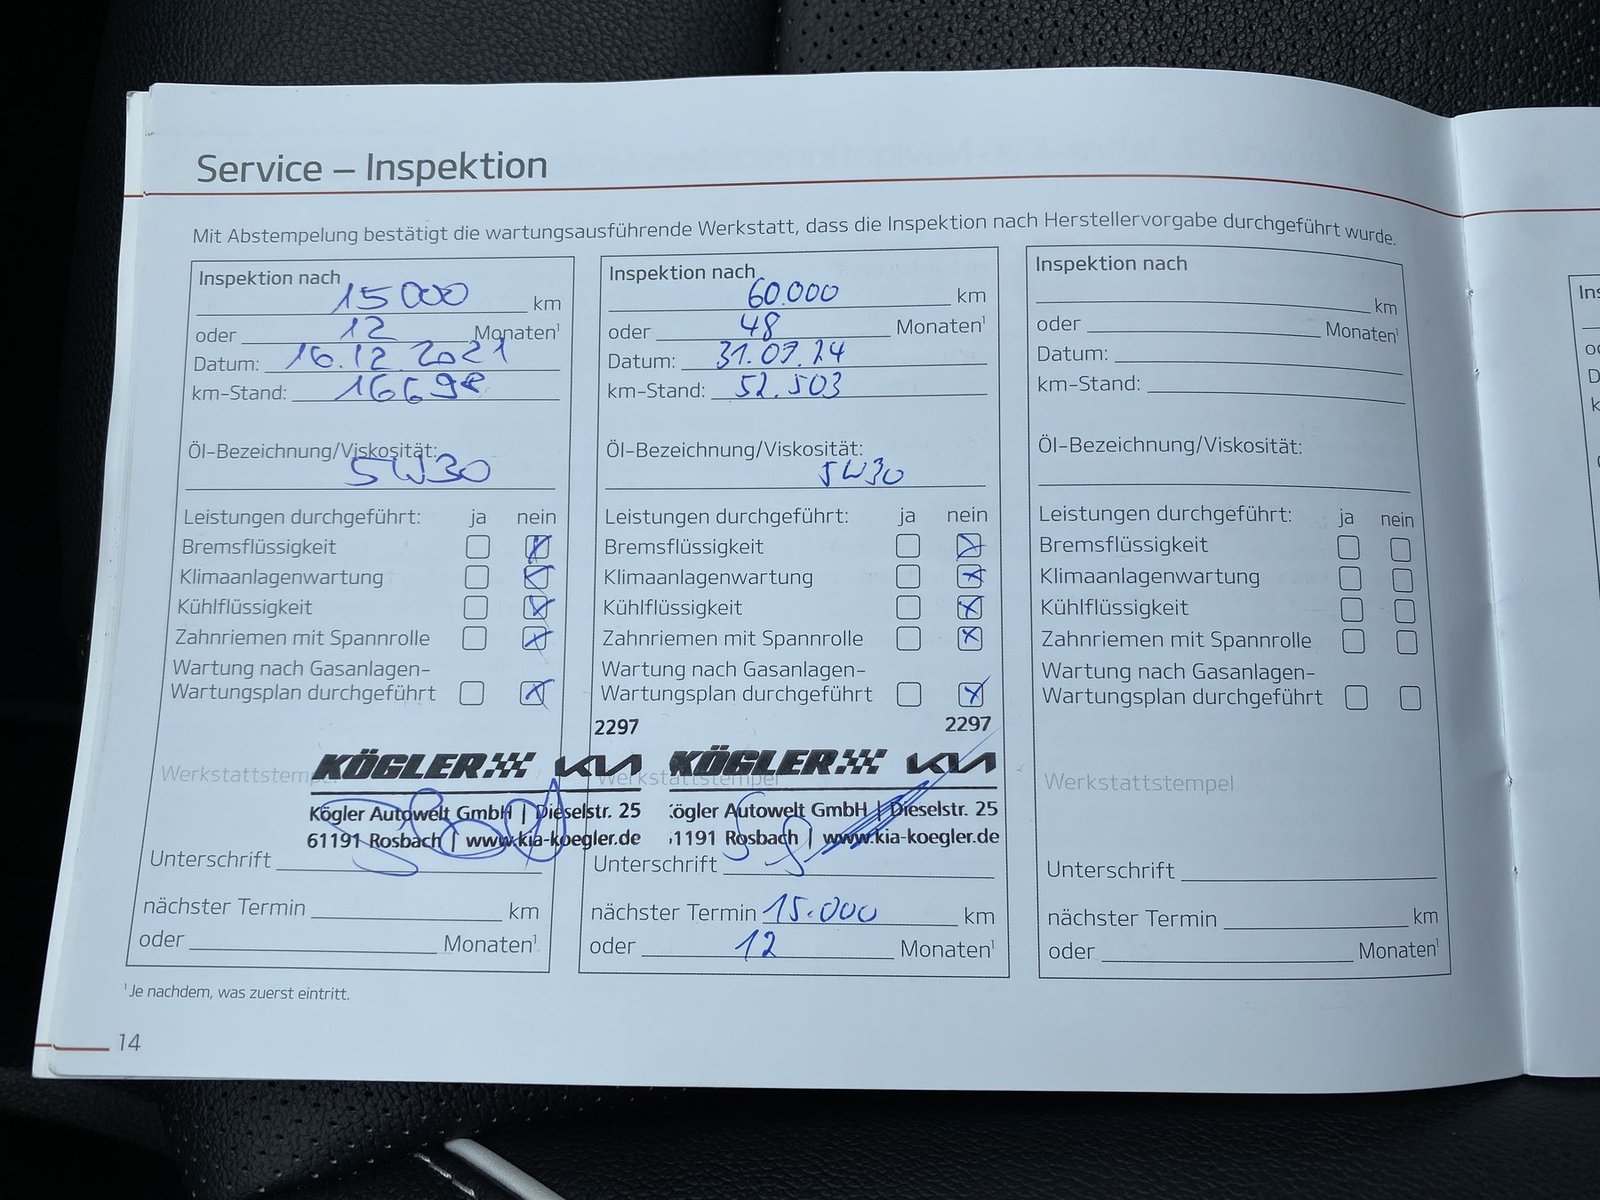 Service – Inspektion
Mit Abstempelung bestätigt die wartungsausführende Werkstatt, dass die Inspektion nach Herstellervorgabe durchgeführt wurde.
Inspektion nach
15000 km
oder 12 Monaten¹
Datum: 16.12.2021
km-Stand: 16698
Öl-Bezeichnung/Viskosität:
5W30
Leistungen durchgeführt: ja nein
Bremsflüssigkeit
Klimaanlagenwartung
Kühlflüssigkeit
Zahnriemen mit Spannrolle
Wartung nach Gasanlagen-
Wartungsplan durchgeführt
2297
Werkstattstempel
KÖGLER KIA
Kögler Autowelt GmbH | Dieselstr. 25
61191 Rosbach | www.kia-koegler.de
Unterschrift
nächster Termin km
oder Monaten¹
Inspektion nach
60.000 km
oder 48 Monaten¹
Datum: 31.07.24
km-Stand: 52.503
Öl-Bezeichnung/Viskosität:
5W30
Leistungen durchgeführt: ja nein
Bremsflüssigkeit
Klimaanlagenwartung
Kühlflüssigkeit
Zahnriemen mit Spannrolle
Wartung nach Gasanlagen-
Wartungsplan durchgeführt
2297
Werkstattstempel
KÖGLER KIA
ögler Autowelt GmbH | Dieselstr. 25
1191 Rosbach | www.kia-koegler.de
Unterschrift
nächster Termin 15.000 km
oder 12 Monaten¹
Inspektion nach
km
oder Monaten¹
Datum:
km-Stand:
Öl-Bezeichnung/Viskosität:
Leistungen durchgeführt: ja nein
Bremsflüssigkeit
Klimaanlagenwartung
Kühlflüssigkeit
Zahnriemen mit Spannrolle
Wartung nach Gasanlagen-
Wartungsplan durchgeführt
Werkstattstempel
Unterschrift
nächster Termin km
oder Monaten¹
¹ Je nachdem, was zuerst eintritt.
14